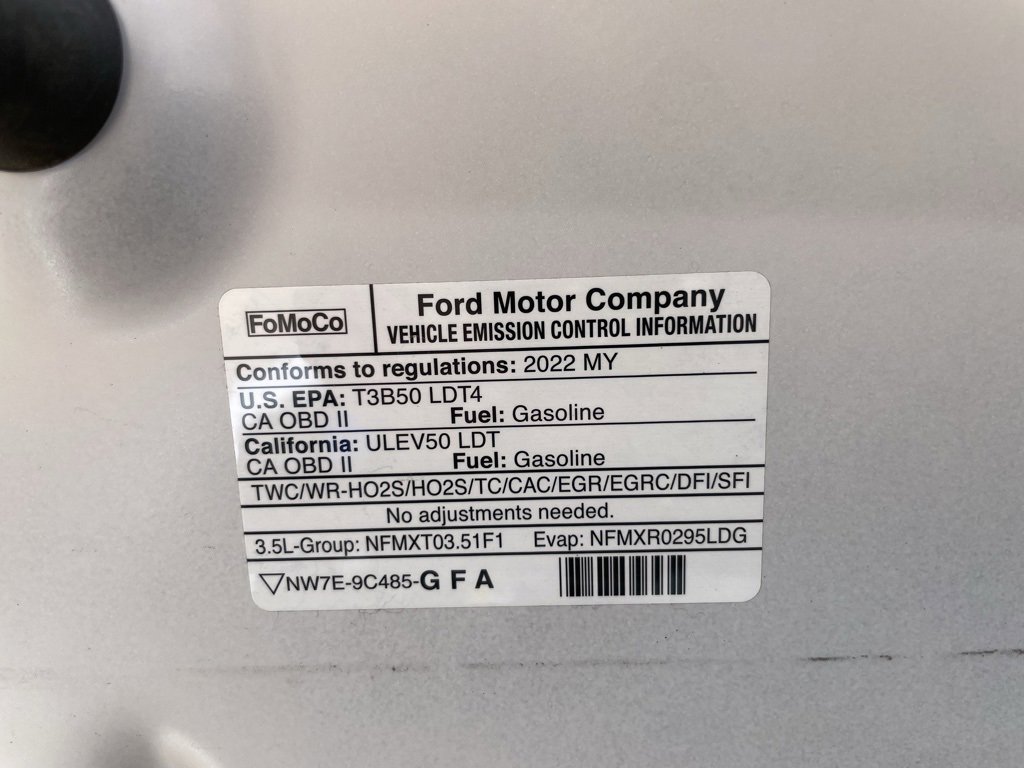 FoMoCo
Ford Motor Company
VEHICLE EMISSION CONTROL INFORMATION
Conforms to regulations: 2022 MY
U.S. EPA: T3B50 LDT4
CA OBD II Fuel: Gasoline
California: ULEV50 LDT
CA OBD II Fuel: Gasoline
TWC/WR-HO2S/HO2S/TC/CAC/EGR/EGRC/DFI/SFI
No adjustments needed.
3.5L-Group: NFMXT03.51F1 Evap: NFMXR0295LDG
NW7E-9C485-G F A